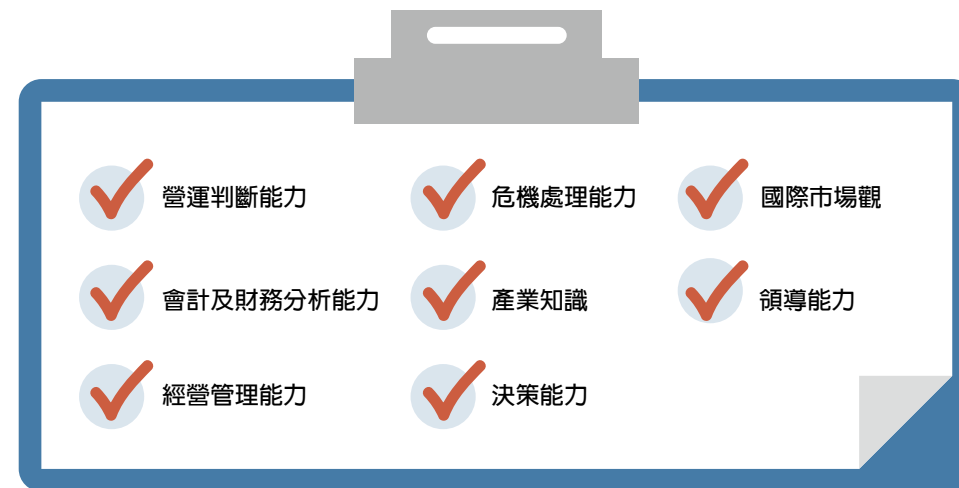 營運判斷能力
會計及財務分析能力
經營管理能力
危機處理能力
產業知識
決策能力
國際市場觀
領導能力